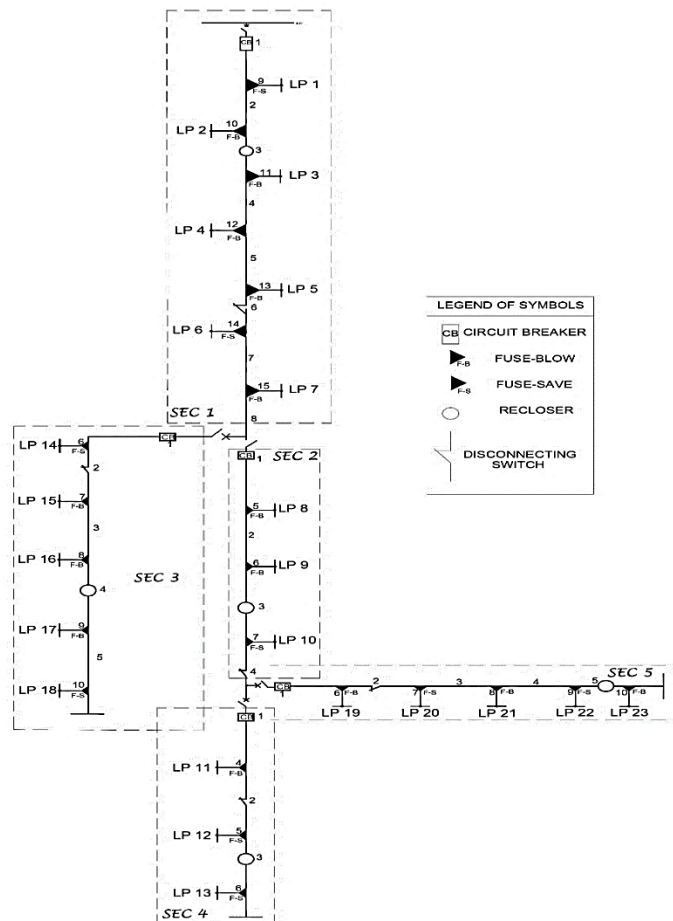 CB 1
9
LP 1
F-S
2
10
LP 2
F-B
3
11
LP 3
F-B
4
12
LP 4
F-B
5
13
LP 5
F-B
6
14
LP 6
F-S
7
15
LP 7
F-B
SEC 1
8
LEGEND OF SYMBOLS
CB CIRCUIT BREAKER
F-B FUSE-BLOW
F-S FUSE-SAVE
RECLOSER
DISCONNECTING
SWITCH
CB
1
6
LP 14
F-S
2
7
LP 15
F-B
3
8
LP 16
F-B
4
SEC 3
9
LP 17
F-B
5
10
LP 18
F-S
SEC 2
CB 1
5
LP 8
F-B
2
6
LP 9
F-B
3
7
LP 10
F-S
4
SEC 5
CB
1
6 F-B 2 7 F-S 3 8 F-B 4 9 F-S 5 10 F-B
LP 19 LP 20 LP 21 LP 22 LP 23
CB 1
4
LP 11
F-B
2
5
LP 12
F-S
3
6
LP 13
F-S
SEC 4